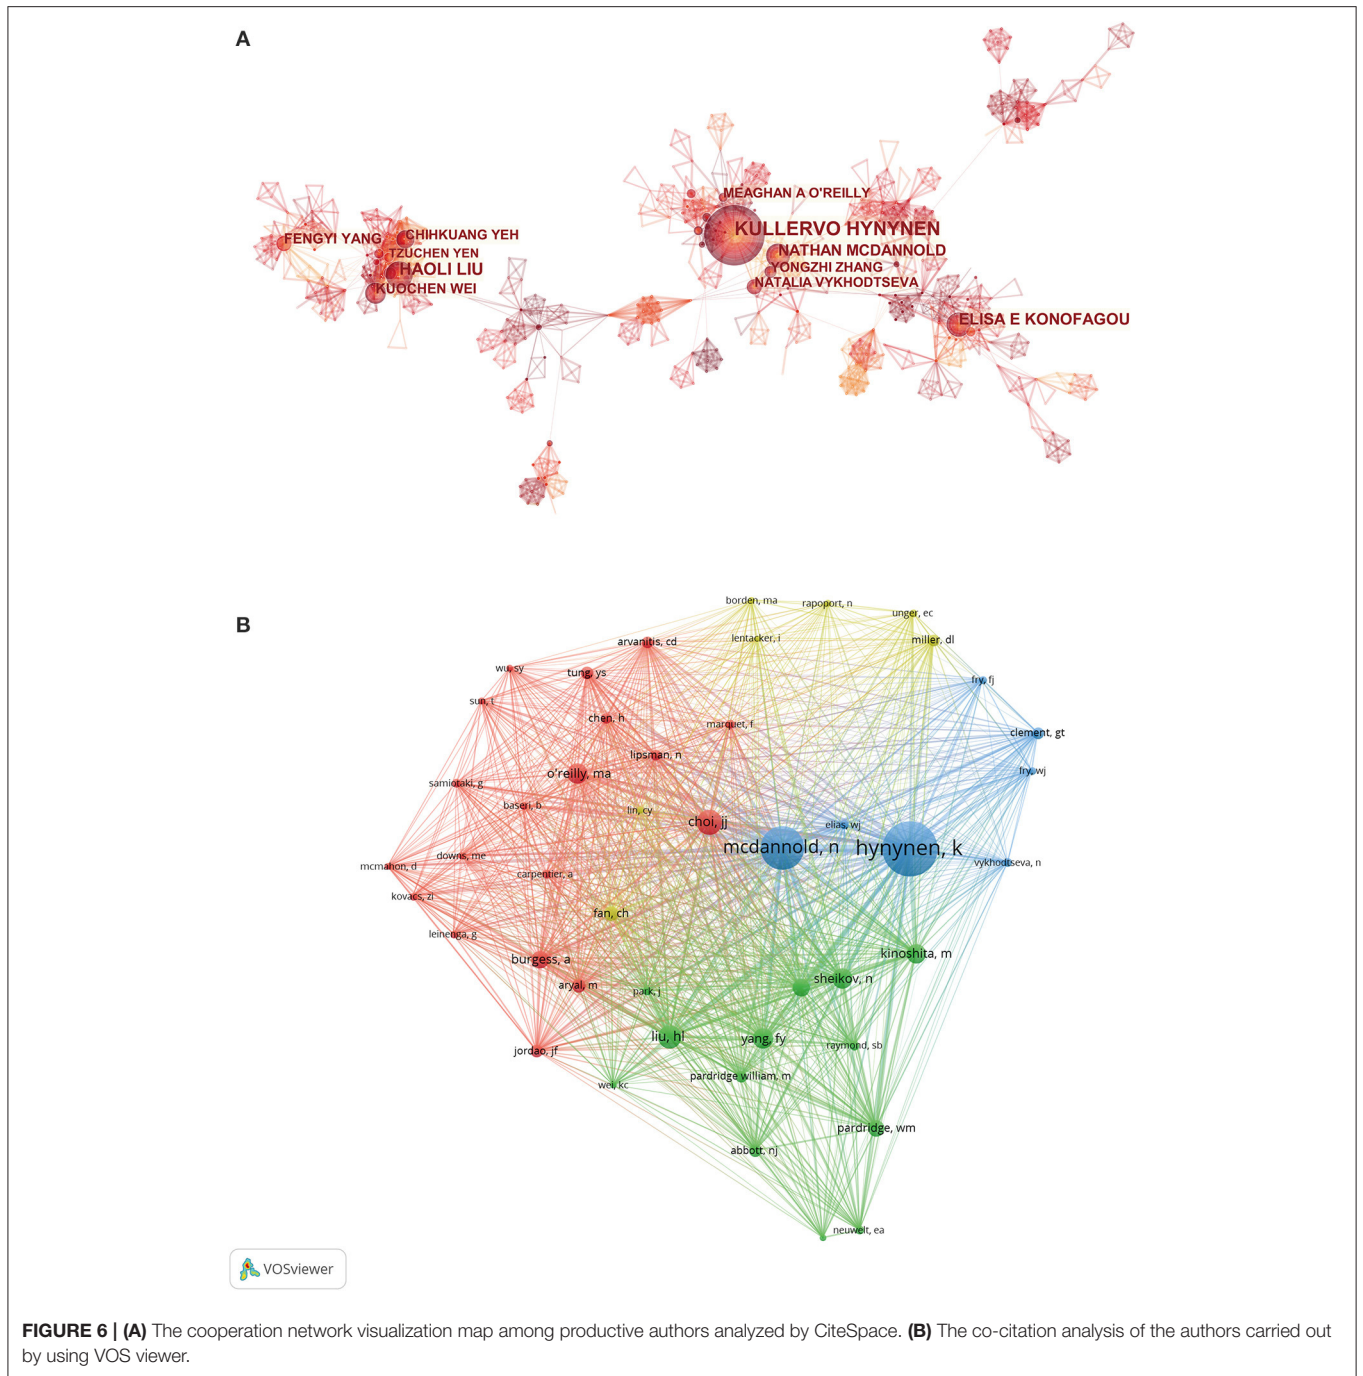 A
MEAGHAN A O'REILLY
KULLERVO HYNYNEN
NATHAN MCDANNOLD
YONGZHI ZHANG
NATALIA VYKHODTSEVA
FENGYI YANG
CHIHKUANG YEH
TZUCHEN YEN
HAOLI LIU
KUOCHEN WEI
ELISA E KONOFAGOU
B
borden, ma
rapoport, n
unger, ec
lentacker, i
miller, dl
arvanitis, cd
wu, sy
tung, ys
fry, fj
sun, t
chen, h
marquet, f
clement, gt
lipsman, n
o'reilly, ma
fry, wj
samiotaki, g
baseri, b
lin, cy
choi, jj
elias, wj
mcdannold, n
hynynen, k
downs, me
mcmahon, d
carpentier, a
vykhodtseva, n
kovacs, zi
fan, ch
leinenga, g
burgess, a
kinoshita, m
aryal, m
park, j
sheikov, n
liu, hl
yang, fy
raymond, sb
jordao, jf
wei, kc
pardridge william, m
pardridge, wm
abbott, nj
neuwelt, ea
VOSviewer
FIGURE 6 | (A) The cooperation network visualization map among productive authors analyzed by CiteSpace. (B) The co-citation analysis of the authors carried out
by using VOS viewer.